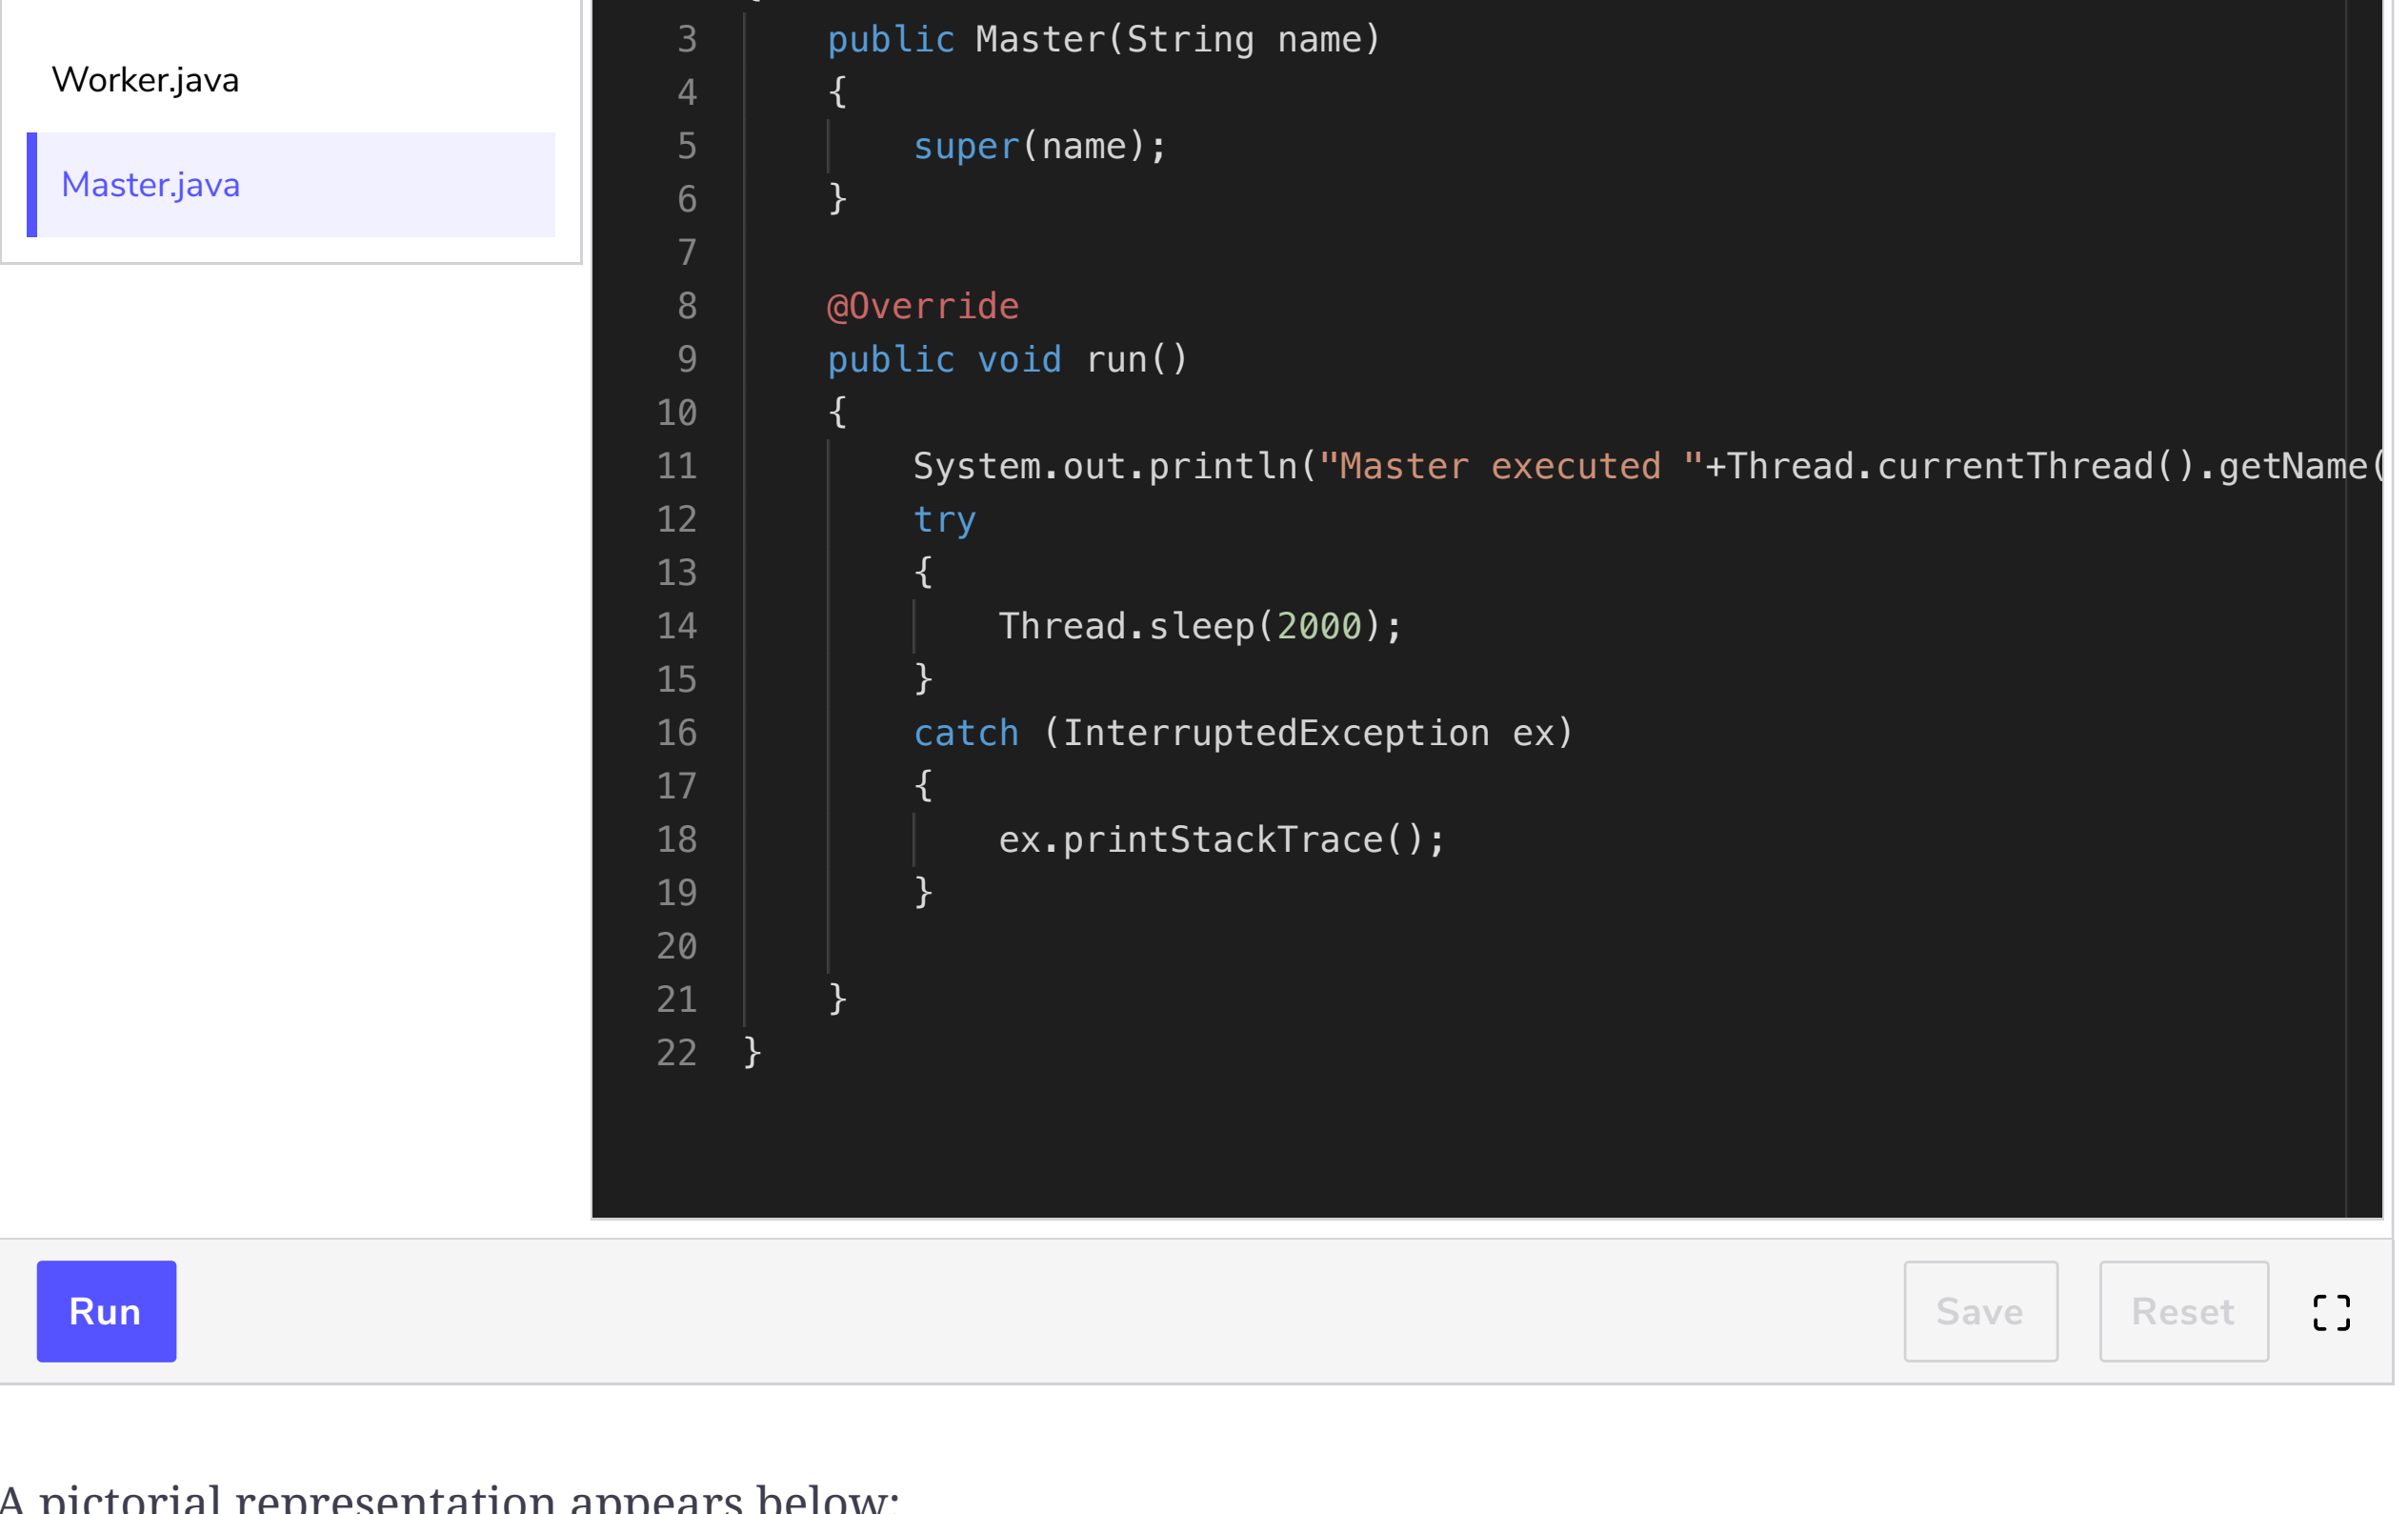 Worker.java
Master.java
3 public Master(String name)
4 {
5 super(name);
6 }
7
8 @Override
9 public void run()
10 {
11 System.out.println("Master executed "+Thread.currentThread().getName(
12 try
13 {
14 Thread.sleep(2000);
15 }
16 catch (InterruptedException ex)
17 {
18 ex.printStackTrace();
19 }
20
21 }
22 }
Run
Save
Reset
A pictorial representation appears below: